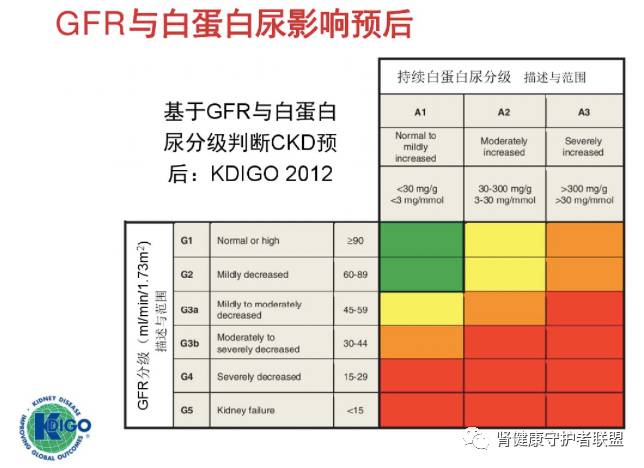 GFR与白蛋白尿影响预后
基于GFR与白蛋白
尿分级判断CKD预
后：KDIGO 2012
持续白蛋白尿分级 描述与范围
A1 A2 A3
Normal to
mildly
increased
Moderately
increased
Severely
increased
<30 mg/g
<3 mg/mmol
30-300 mg/g
3-30 mg/mmol
>300 mg/g
>30 mg/mmol
GFR分级（ml/min/1.73m²)
描述与范围
G1 Normal or high ≥90
G2 Mildly decreased 60-89
G3a Mildly to moderately
decreased 45-59
G3b Moderately to
severely decreased 30-44
G4 Severely decreased 15-29
G5 Kidney failure <15
KIDNEY DISEASE
KDIGO
IMPROVING GLOBAL OUTCOMES
肾健康守护者联盟